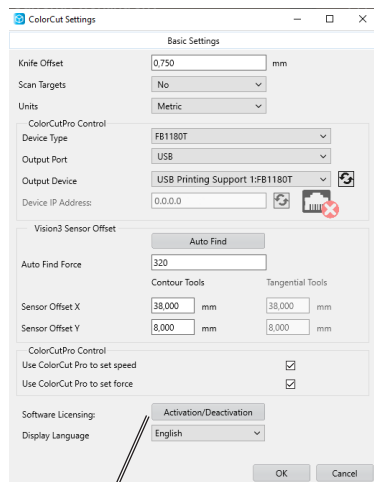 ColorCut Settings
Basic Settings
Knife Offset 0,750 mm
Scan Targets No
Units Metric
ColorCutPro Control
Device Type FB1180T
Output Port USB
Output Device USB Printing Support 1:FB1180T
Device IP Address: 0.0.0.0
Vision3 Sensor Offset
Auto Find
Auto Find Force 320
Contour Tools Tangential Tools
Sensor Offset X 38,000 mm 38,000 mm
Sensor Offset Y 8,000 mm 8,000 mm
ColorCutPro Control
Use ColorCut Pro to set speed
Use ColorCut Pro to set force
Software Licensing: Activation/Deactivation
Display Language English
OK Cancel